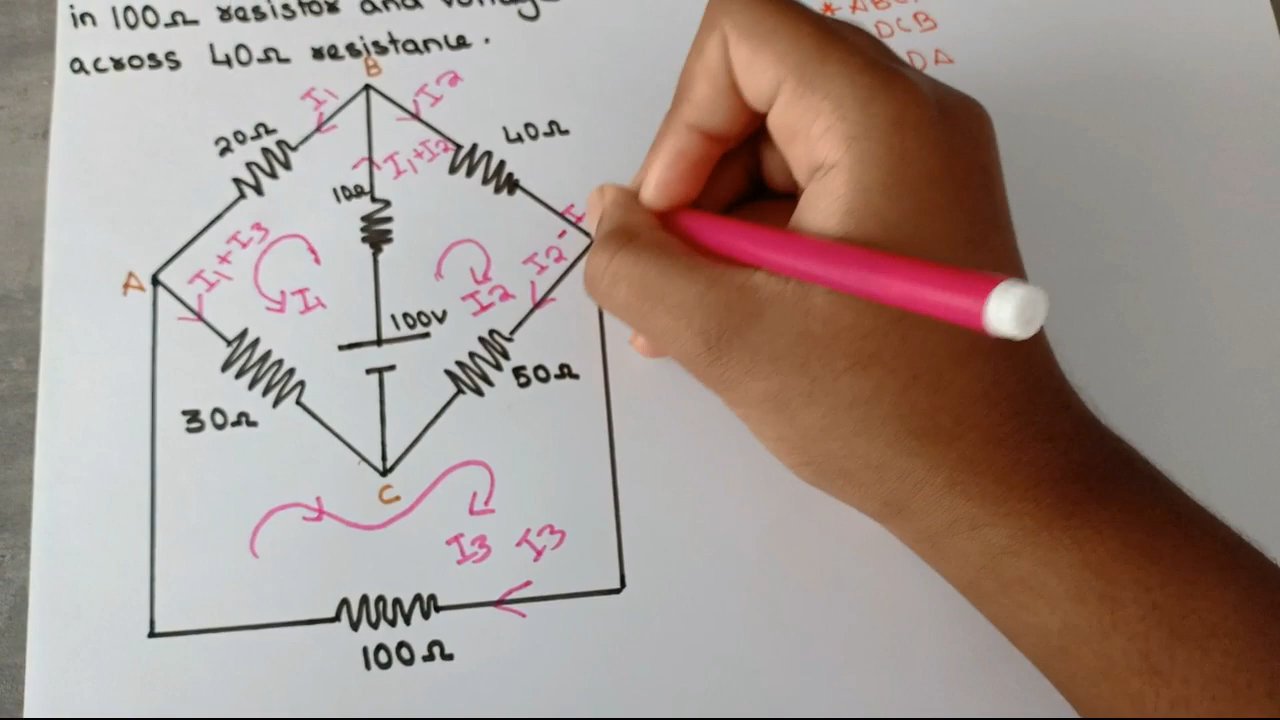 in 100Ω resistor and
across 40Ω resistance.
DCB
DA
B
I1
I2
20Ω
40Ω
I1+I2
10Ω
A
I1+I3
I1
I2
I2-I
100V
30Ω
50Ω
C
I3
I3
100Ω